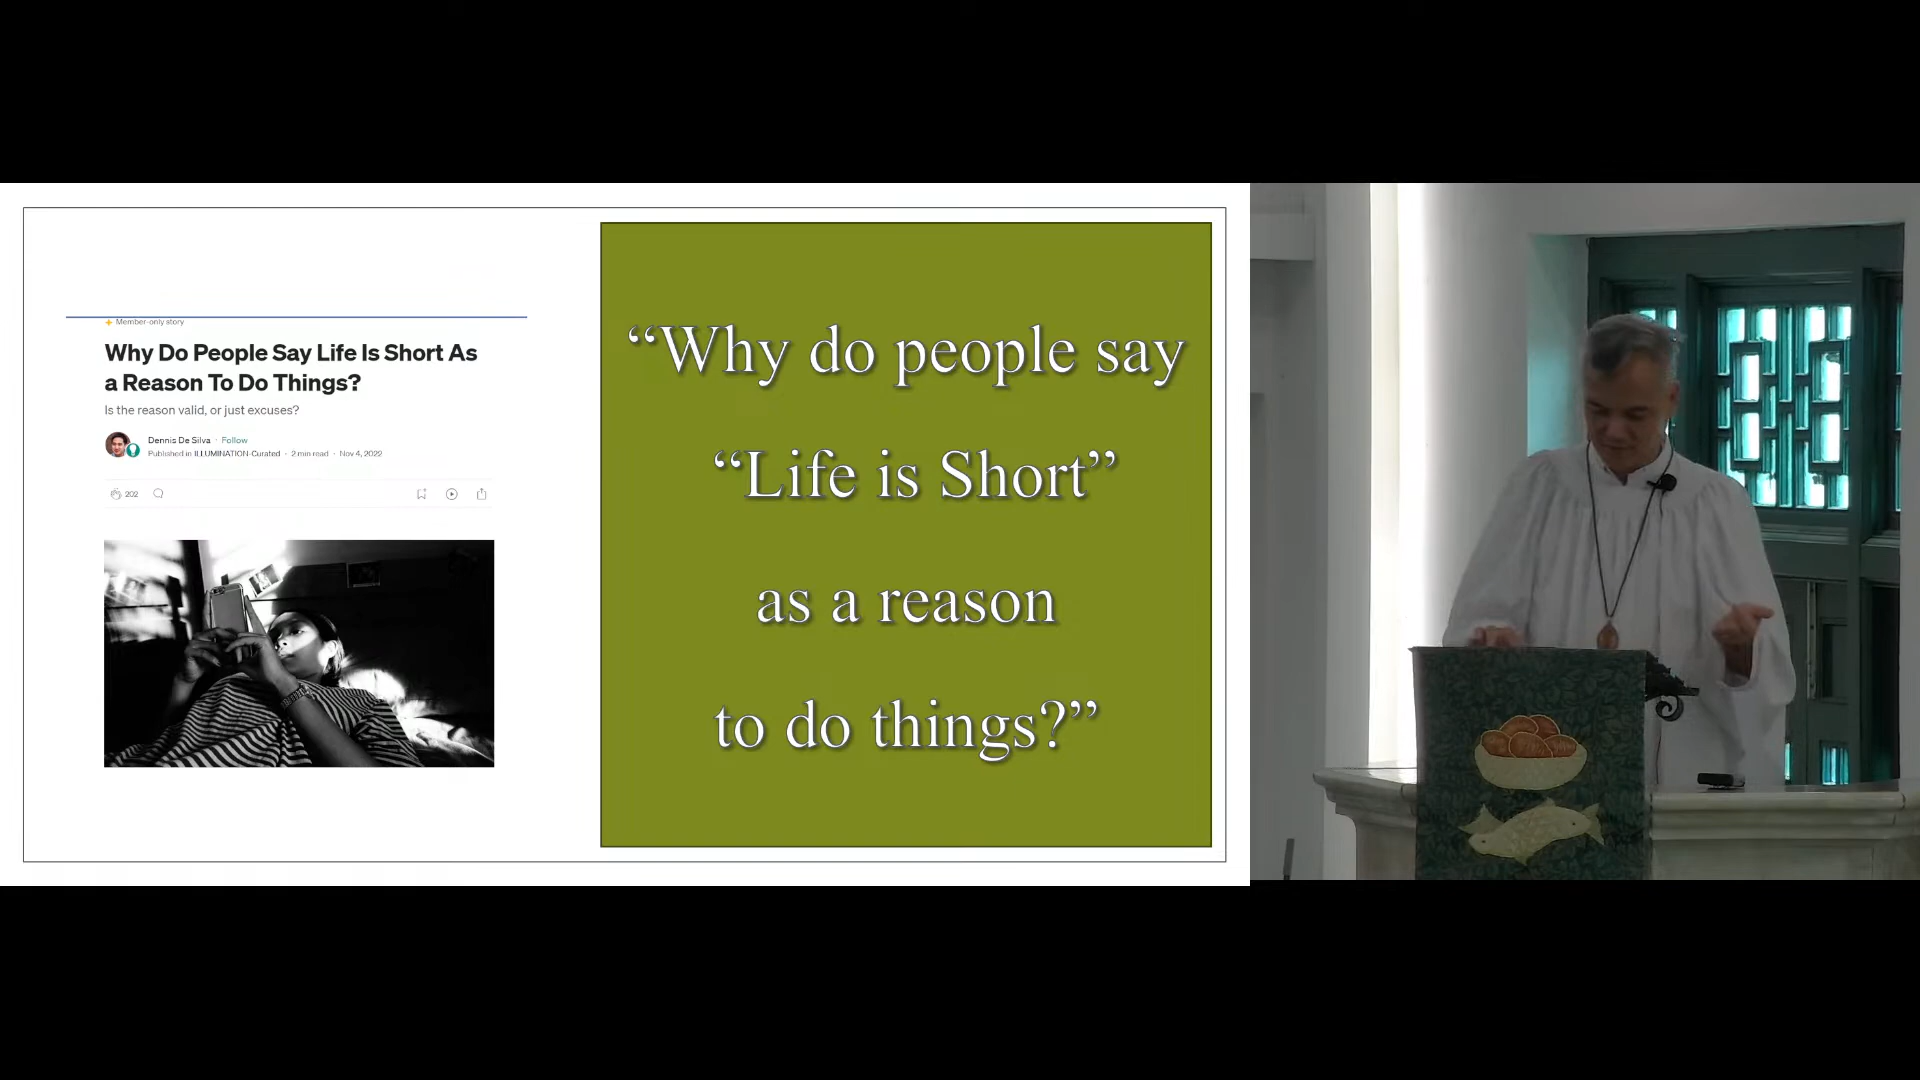 Member-only story
Why Do People Say Life Is Short As
a Reason To Do Things?
Is the reason valid, or just excuses?
Dennis De Silva · Follow
Published in ILLUMINATION-Curated · 2 min read · Nov 4, 2022
202
“Why do people say
“Life is Short”
as a reason
to do things?”